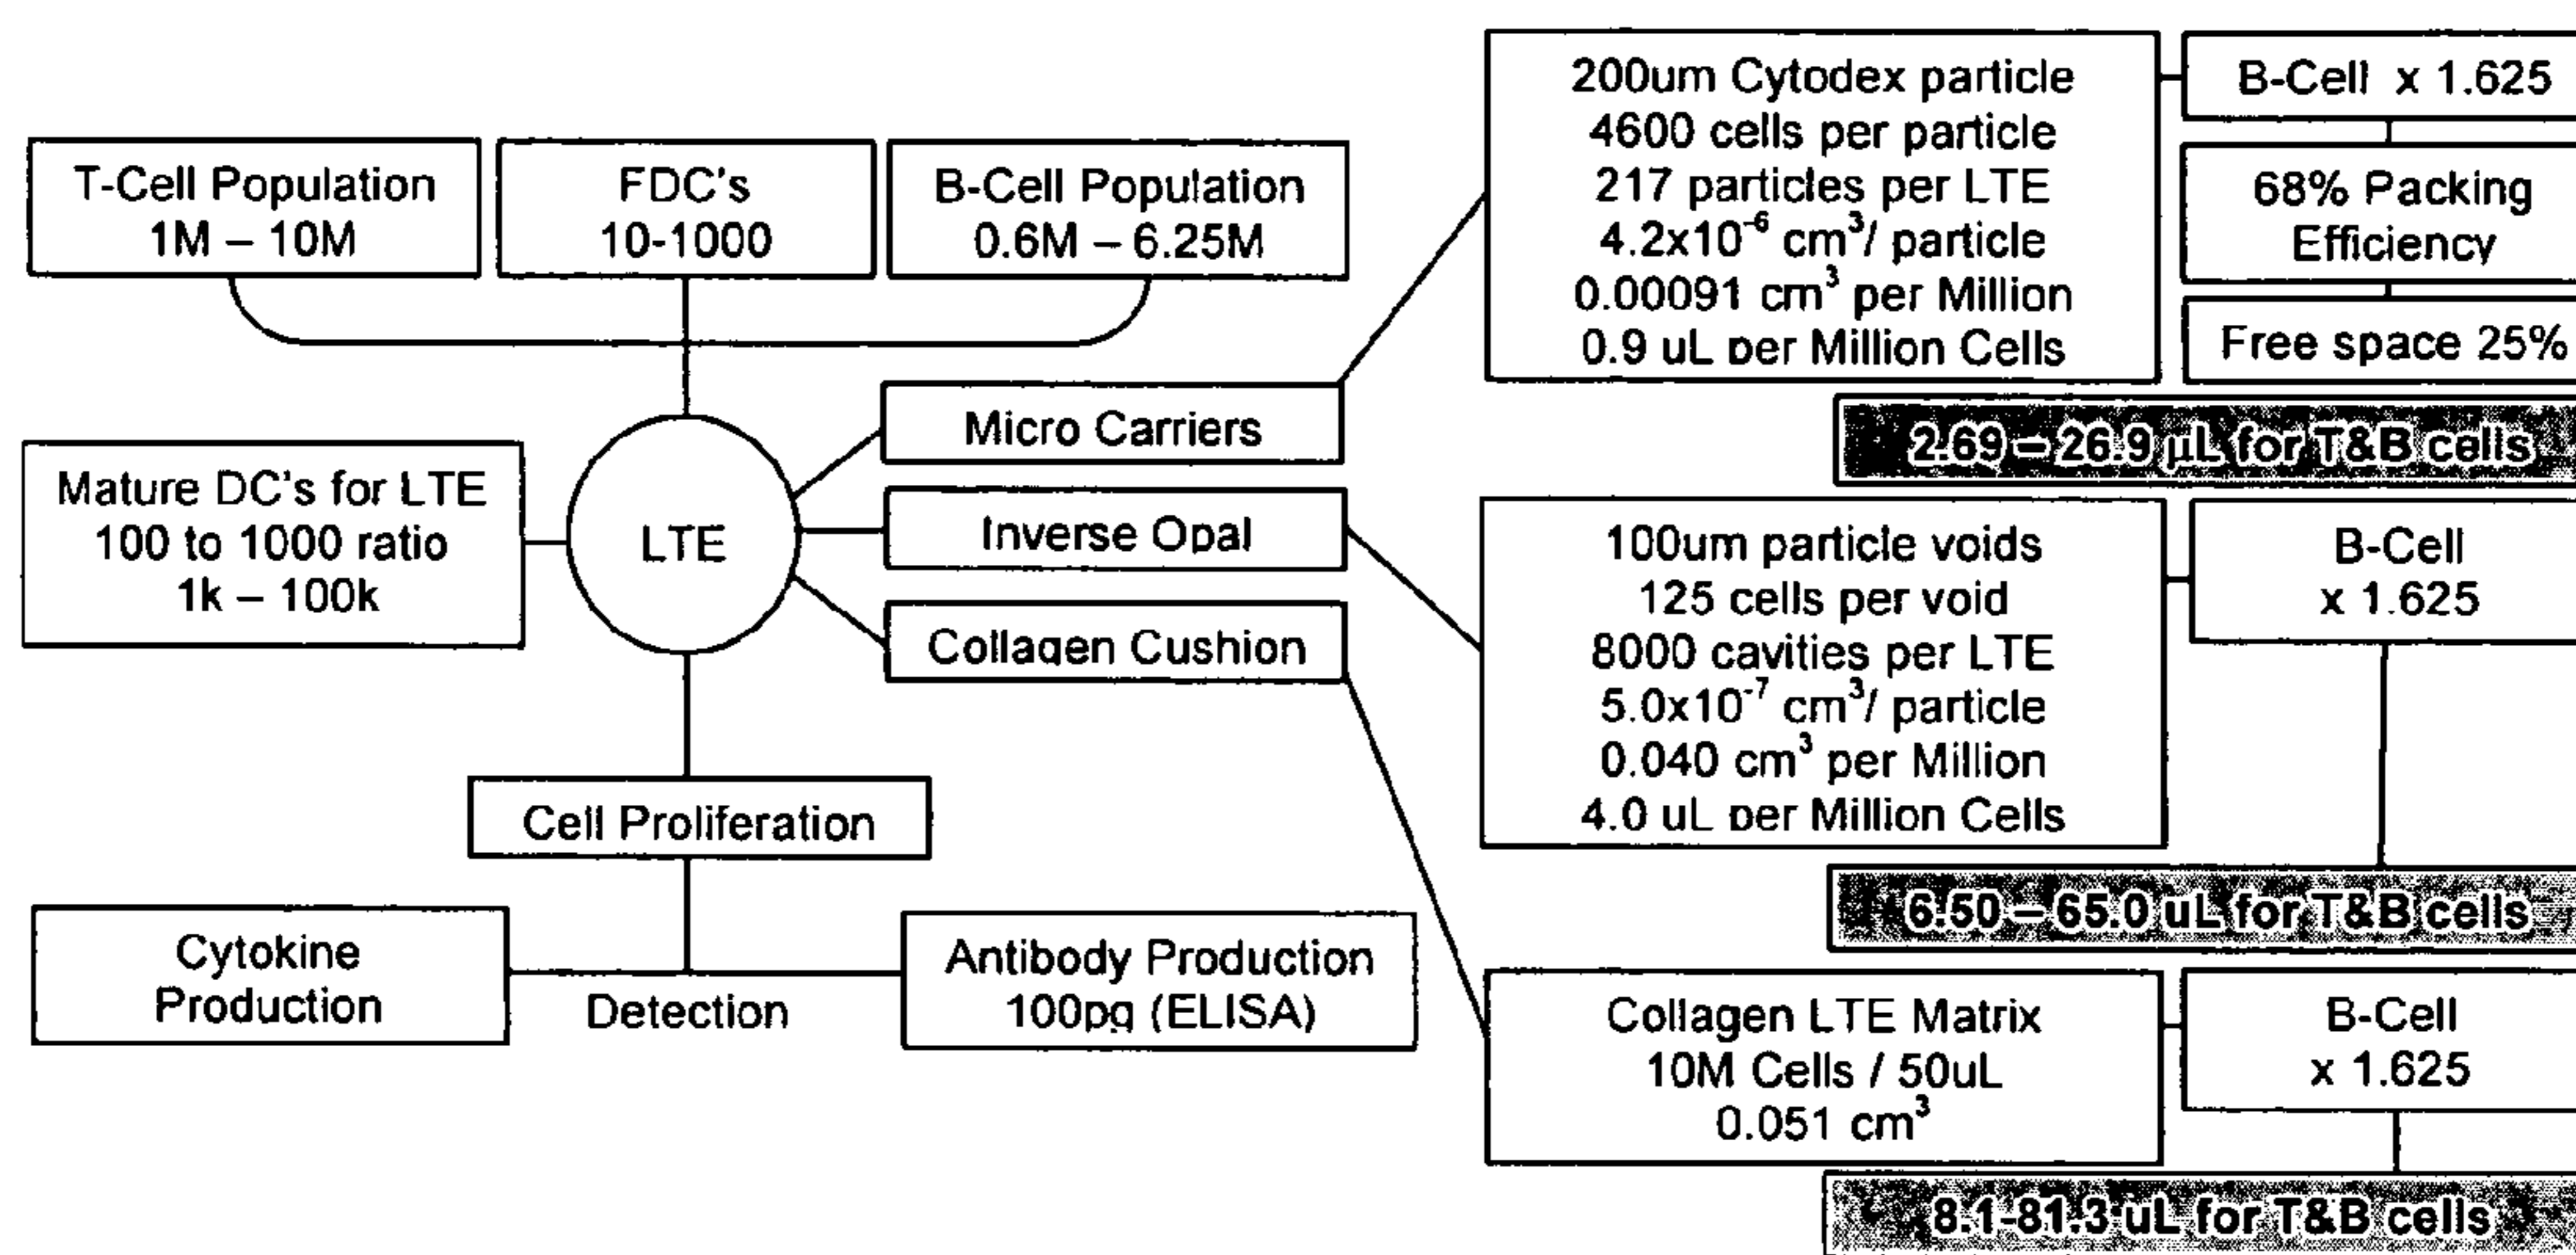 T-Cell Population
1M – 10M
FDC's
10-1000
B-Cell Population
0.6M – 6.25M
Mature DC's for LTE
100 to 1000 ratio
1k – 100k
LTE
Micro Carriers
Inverse Opal
Collagen Cushion
Cell Proliferation
Cytokine
Production
Detection
Antibody Production
100pg (ELISA)
200um Cytodex particle
4600 cells per particle
217 particles per LTE
4.2x10⁻⁶ cm³/ particle
0.00091 cm³ per Million
0.9 uL per Million Cells
B-Cell x 1.625
68% Packing
Efficiency
Free space 25%
2.69 – 26.9 µL for T&B cells
100um particle voids
125 cells per void
8000 cavities per LTE
5.0x10⁻⁷ cm³/ particle
0.040 cm³ per Million
4.0 uL per Million Cells
B-Cell
x 1.625
6.50 – 65.0 uL for T&B cells
Collagen LTE Matrix
10M Cells / 50uL
0.051 cm³
B-Cell
x 1.625
8.1-81.3 uL for T&B cells